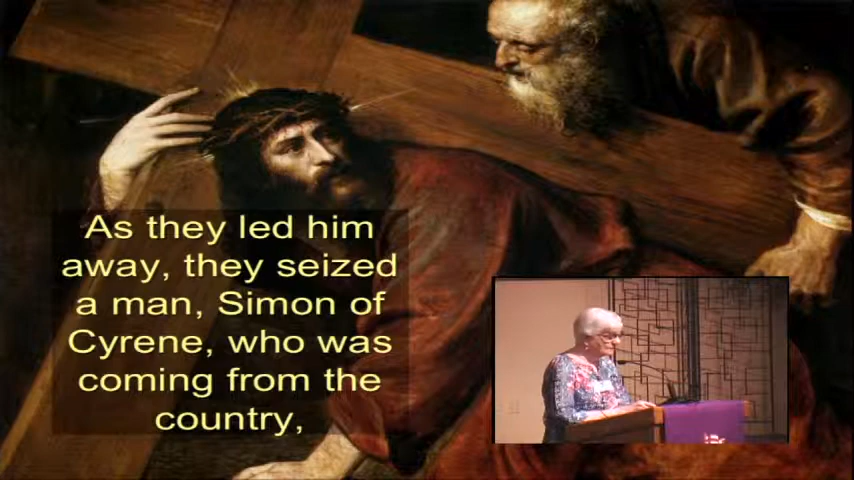 As they led him
away, they seized
a man, Simon of
Cyrene, who was
coming from the
country,